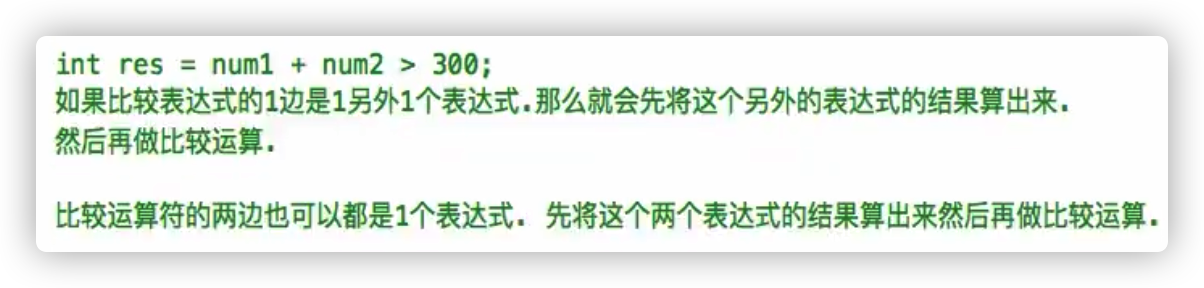 int res = num1 + num2 > 300;
如果比较表达式的1边是1另外1个表达式.那么就会先将这个另外的表达式的结果算出来.
然后再做比较运算.
比较运算符的两边也可以都是1个表达式. 先将这个两个表达式的结果算出来然后再做比较运算.